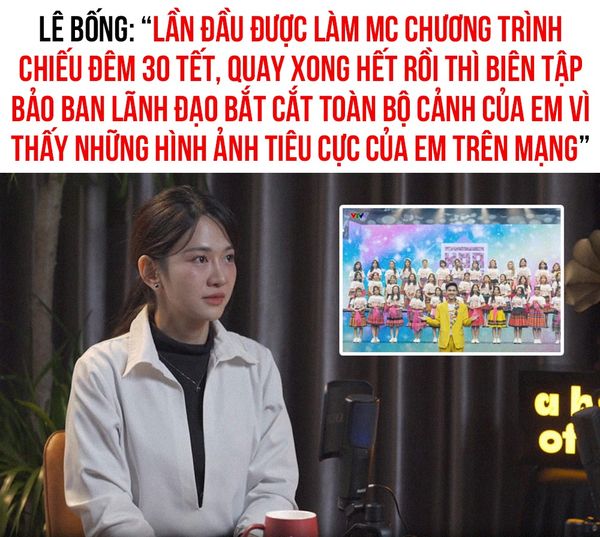 LÊ BỐNG: “LẦN ĐẦU ĐƯỢC LÀM MC CHƯƠNG TRÌNH
CHIẾU ĐÊM 30 TẾT, QUAY XONG HẾT RỒI THÌ BIÊN TẬP
BẢO BAN LÃNH ĐẠO BẮT CẮT TOÀN BỘ CẢNH CỦA EM VÌ
THẤY NHỮNG HÌNH ẢNH TIÊU CỰC CỦA EM TRÊN MẠNG”
VTV
a
of